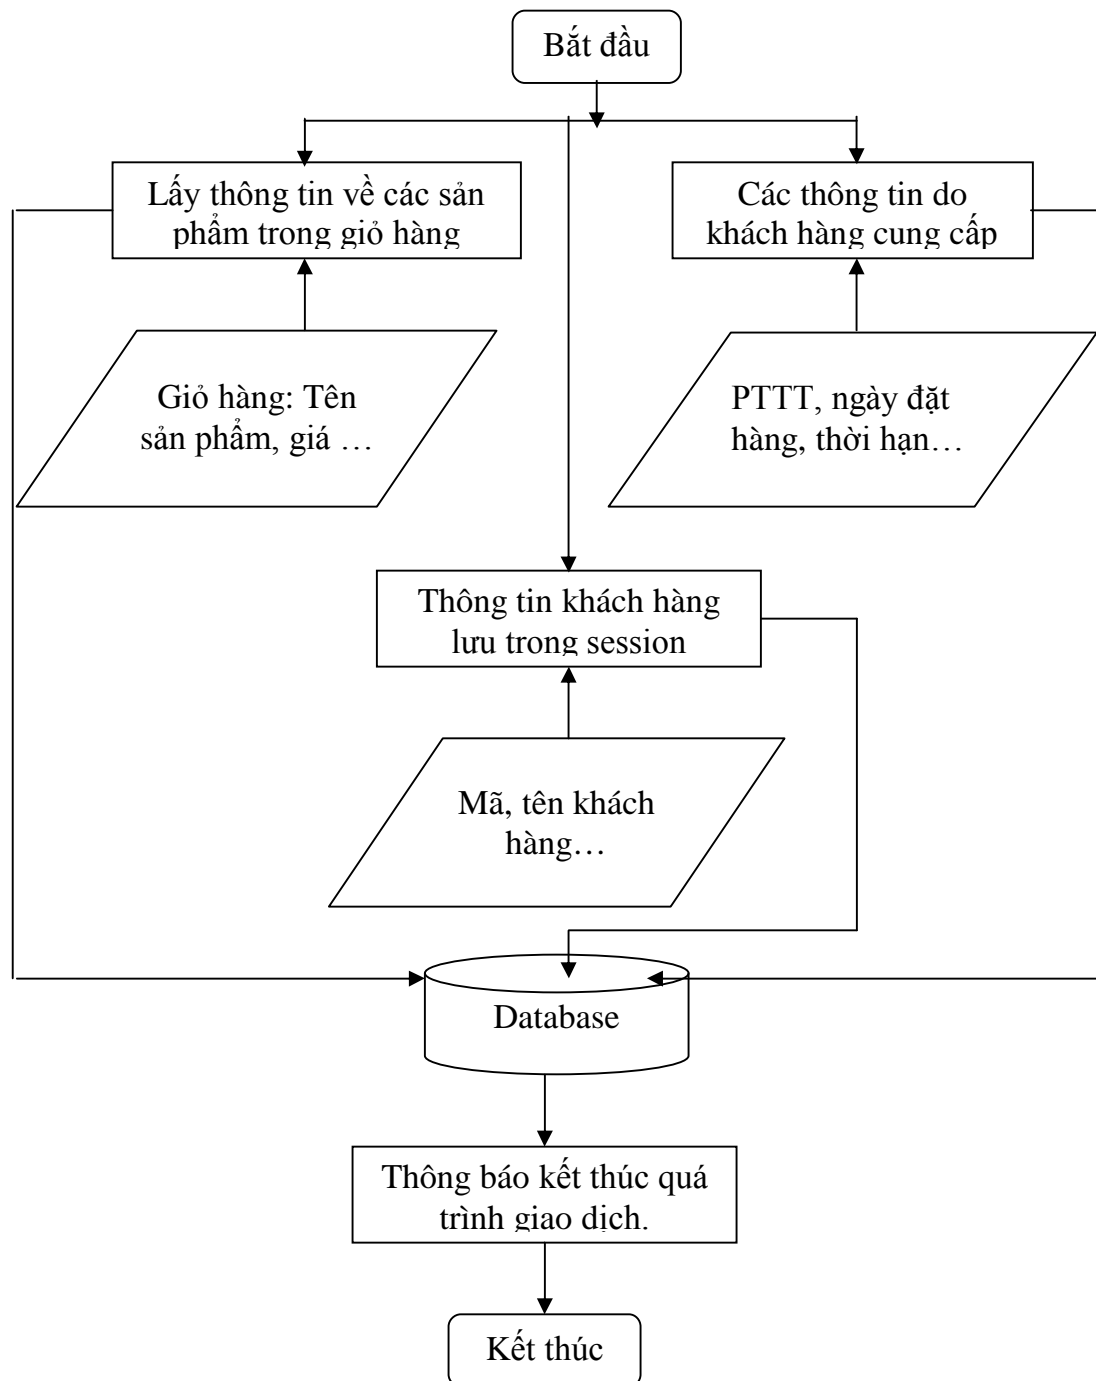 Bắt đầu
Lấy thông tin về các sản
phẩm trong giỏ hàng
Các thông tin do
khách hàng cung cấp
Giỏ hàng: Tên
sản phẩm, giá …
PTTT, ngày đặt
hàng, thời hạn…
Thông tin khách hàng
lưu trong session
Mã, tên khách
hàng…
Database
Thông báo kết thúc quá
trình giao dịch.
Kết thúc